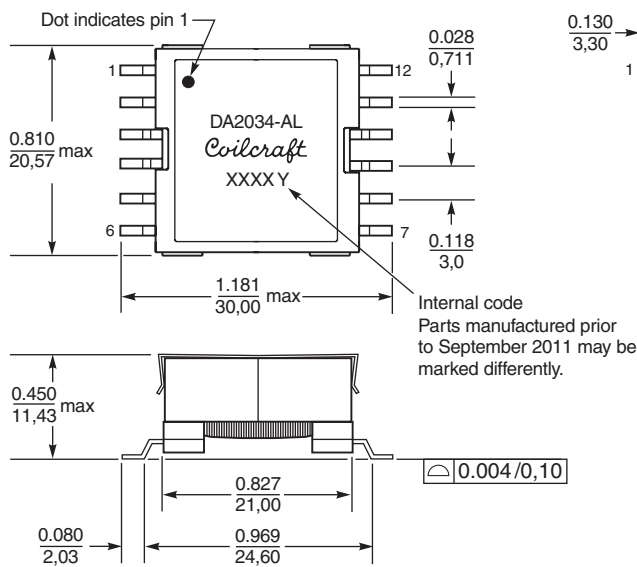 Dot indicates pin 1
0.130
3,30
1
0.028
0,711
1
12
DA2034-AL
Coilcraft
XXXX Y
0.810
20,57 max
6
7
0.118
3,0
1.181
30,00 max
Internal code
Parts manufactured prior
to September 2011 may be
marked differently.
0.450
11,43 max
0.004/0,10
0.827
21,00
0.080
2,03
0.969
24,60